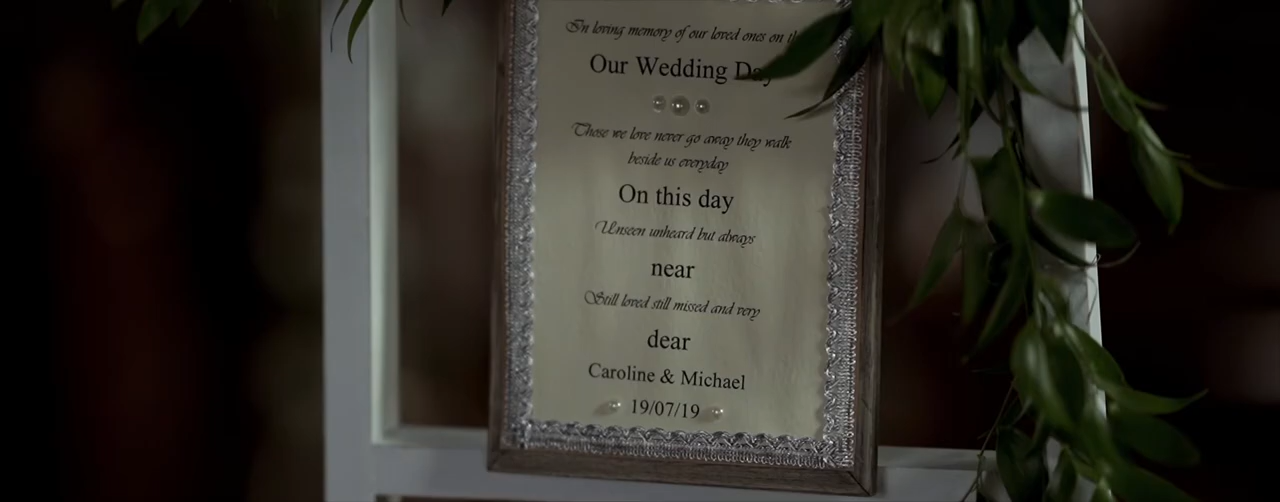 In loving memory of our loved ones on
Our Wedding Day
Those we love never go away they walk
beside us everyday
On this day
Unseen unheard but always
near
Still loved still missed and very
dear
Caroline & Michael
19/07/19